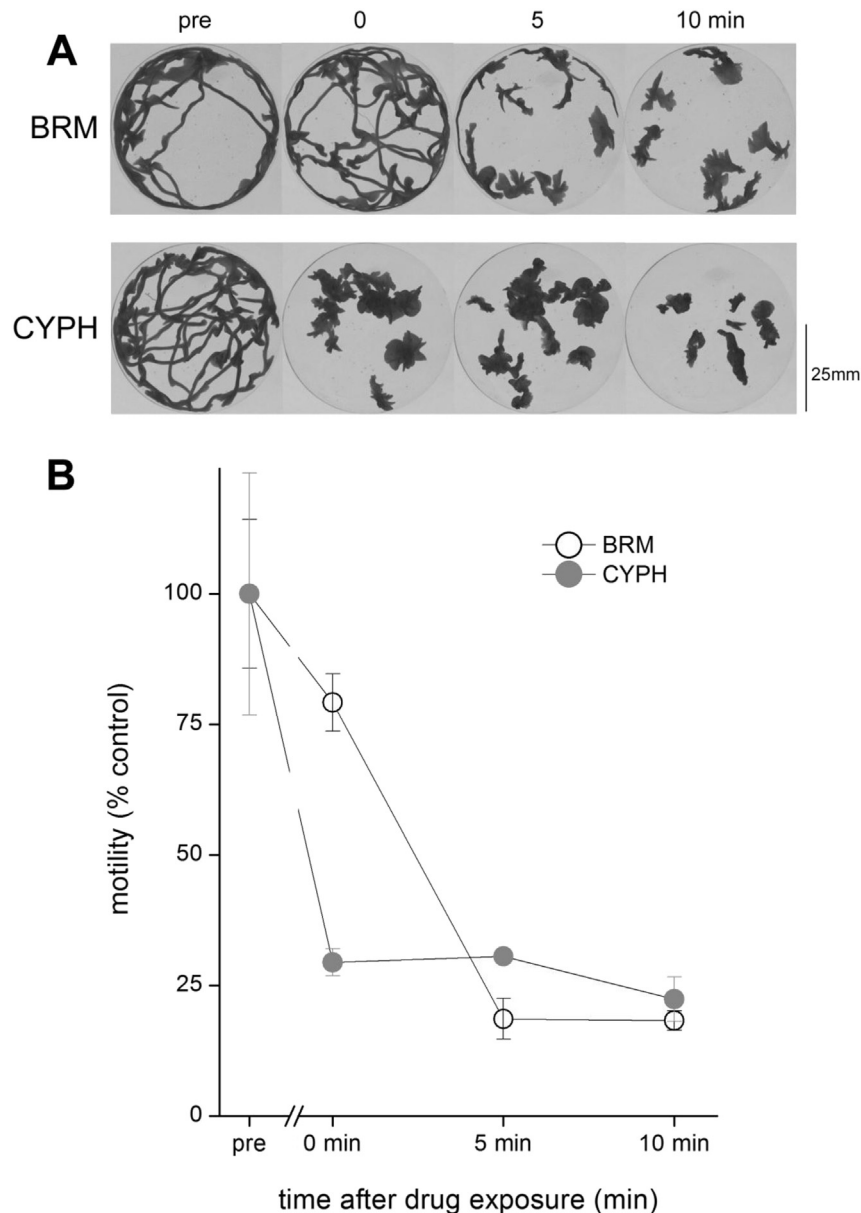 A
pre 0 5 10 min
BRM
CYPH
25mm
B
BRM
CYPH
100
75
50
25
0
motility (% control)
pre 0 min 5 min 10 min
time after drug exposure (min)